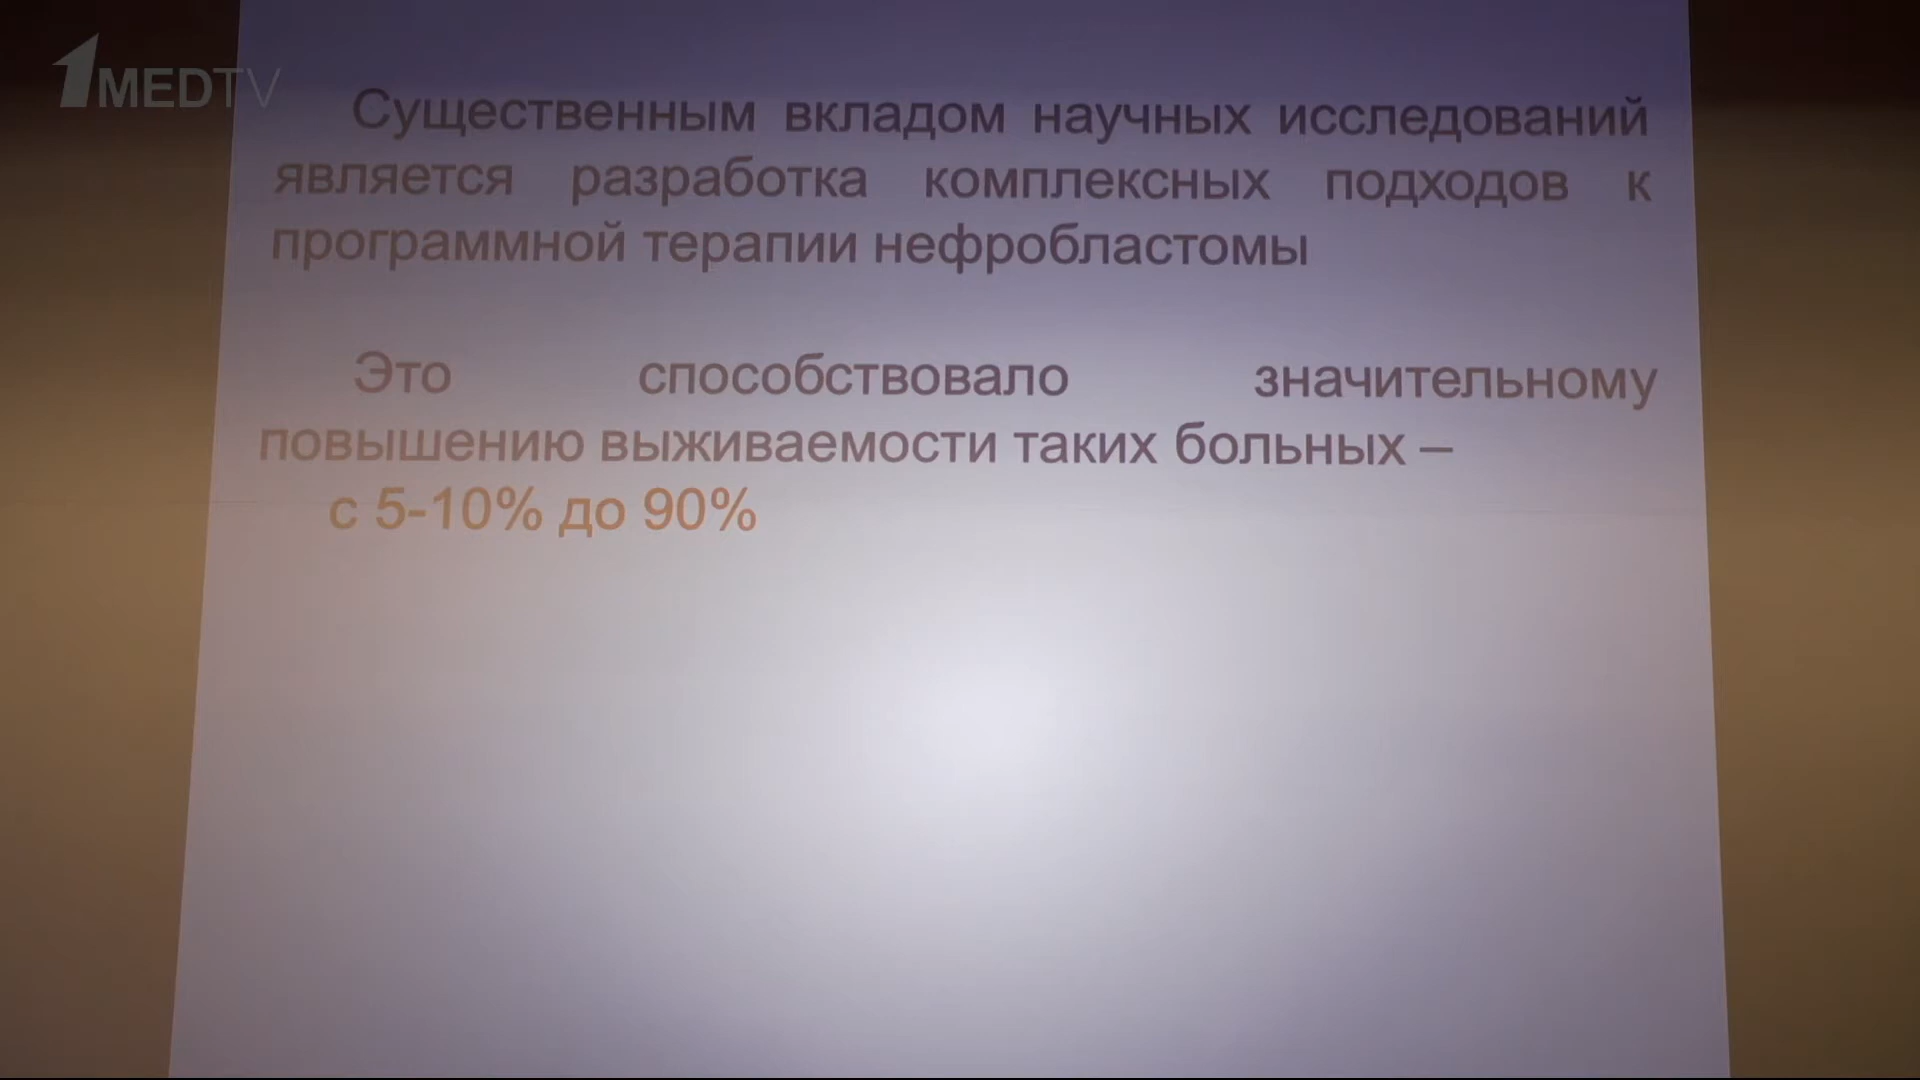 1MEDTV
Существенным вкладом научных исследований
является разработка комплексных подходов к
программной терапии нефробластомы
Это способствовало значительному
повышению выживаемости таких больных –
с 5-10% до 90%